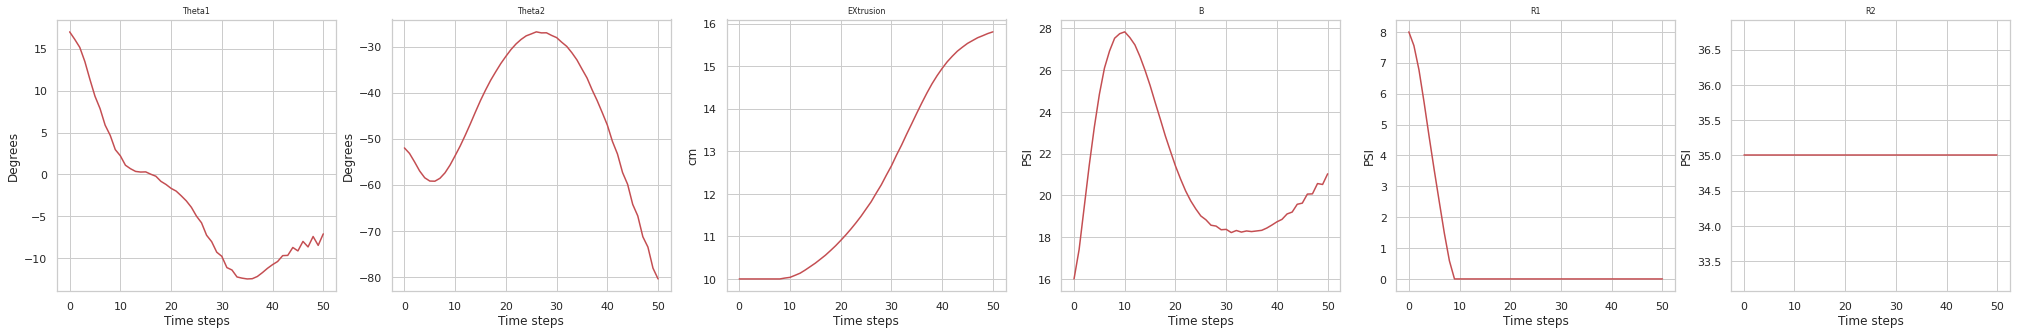 Theta1
15
10
5
0
−5
−10
Degrees
0 10 20 30 40 50
Time steps
Theta2
−30
−40
−50
−60
−70
−80
Degrees
0 10 20 30 40 50
Time steps
EXtrusion
16
15
14
13
12
11
10
cm
0 10 20 30 40 50
Time steps
B
28
26
24
22
20
18
16
PSI
0 10 20 30 40 50
Time steps
R1
8
7
6
5
4
3
2
1
0
PSI
0 10 20 30 40 50
Time steps
R2
36.5
36.0
35.5
35.0
34.5
34.0
33.5
PSI
0 10 20 30 40 50
Time steps